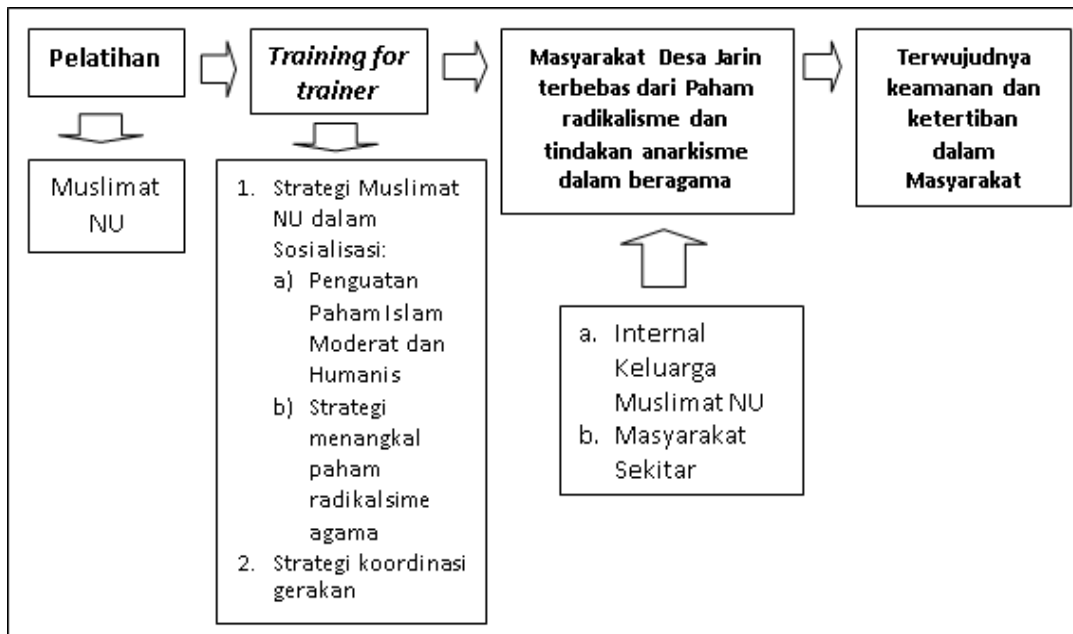 Pelatihan
Muslimat
NU
Training for
trainer
1. Strategi Muslimat
NU dalam
Sosialisasi:
a) Penguatan
Paham Islam
Moderat dan
Humanis
b) Strategi
menangkal
paham
radikalsime
agama
2. Strategi koordinasi
gerakan
Masyarakat Desa Jarin
terbebas dari Paham
radikalisme dan
tindakan anarkisme
dalam beragama
a. Internal
Keluarga
Muslimat NU
b. Masyarakat
Sekitar
Terwujudnya
keamanan dan
ketertiban
dalam
Masyarakat